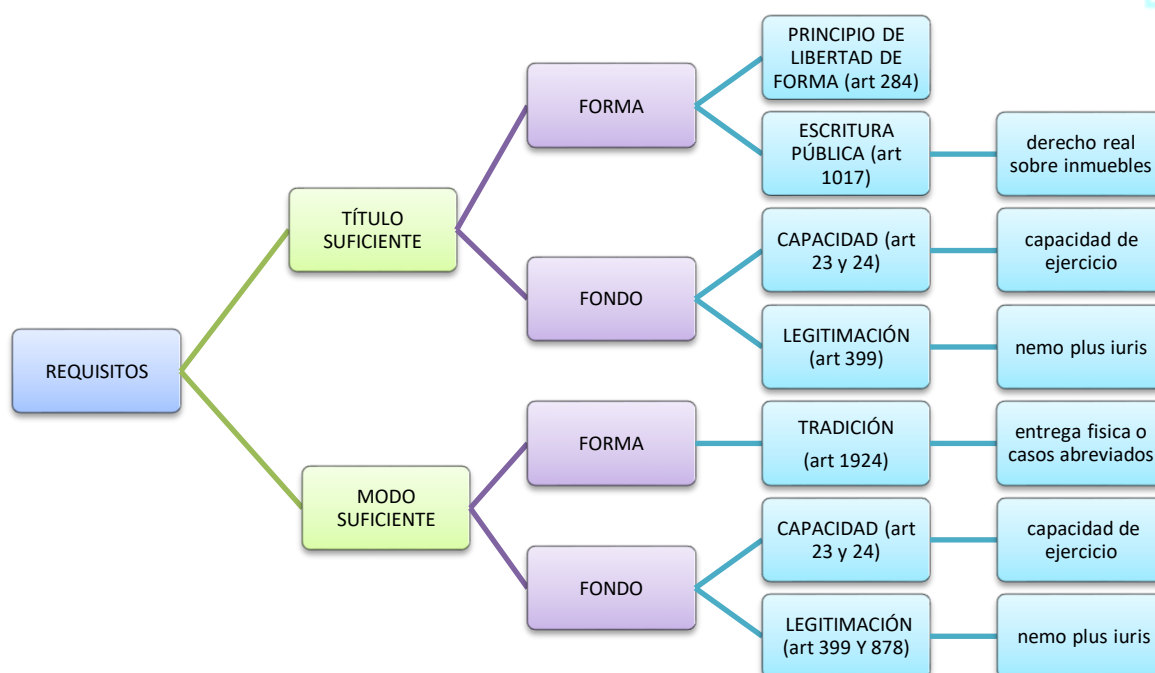 PRINCIPIO DE
LIBERTAD DE
FORMA (art 284)
FORMA
ESCRITURA
PÚBLICA (art
1017)
derecho real
sobre inmuebles
TÍTULO
SUFICIENTE
CAPACIDAD (art
23 y 24)
capacidad de
ejercicio
FONDO
LEGITIMACIÓN
(art 399)
nemo plus iuris
REQUISITOS
FORMA
TRADICIÓN
(art 1924)
entrega fisica o
casos abreviados
MODO
SUFICIENTE
CAPACIDAD (art
23 y 24)
capacidad de
ejercicio
FONDO
LEGITIMACIÓN
(art 399 Y 878)
nemo plus iuris